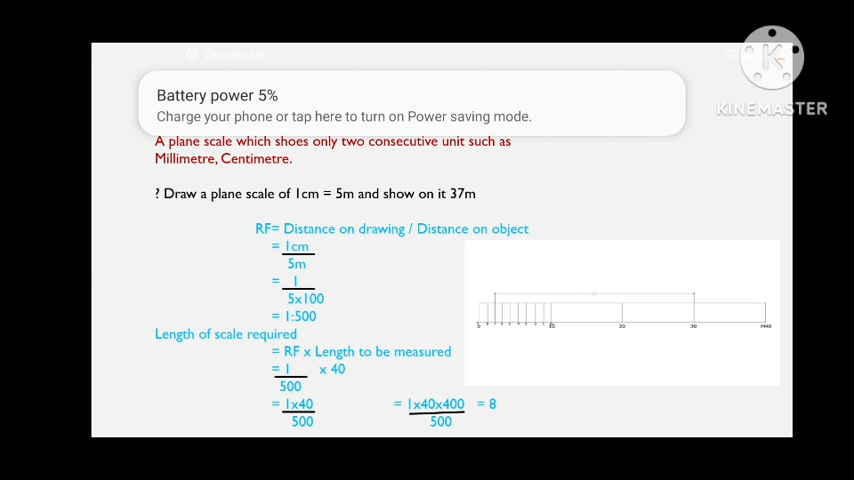 Device care
Battery power 5%
Charge your phone or tap here to turn on Power saving mode.
KINEMASTER
A plane scale which shoes only two consecutive unit such as
Millimetre, Centimetre.
? Draw a plane scale of 1cm = 5m and show on it 37m
RF= Distance on drawing / Distance on object
= 1cm
5m
= 1
5x100
= 1:500
Length of scale required
= RF x Length to be measured
= 1 x 40
500
= 1x40 = 1x40x400 = 8
500 500
0 10 20 30 M40